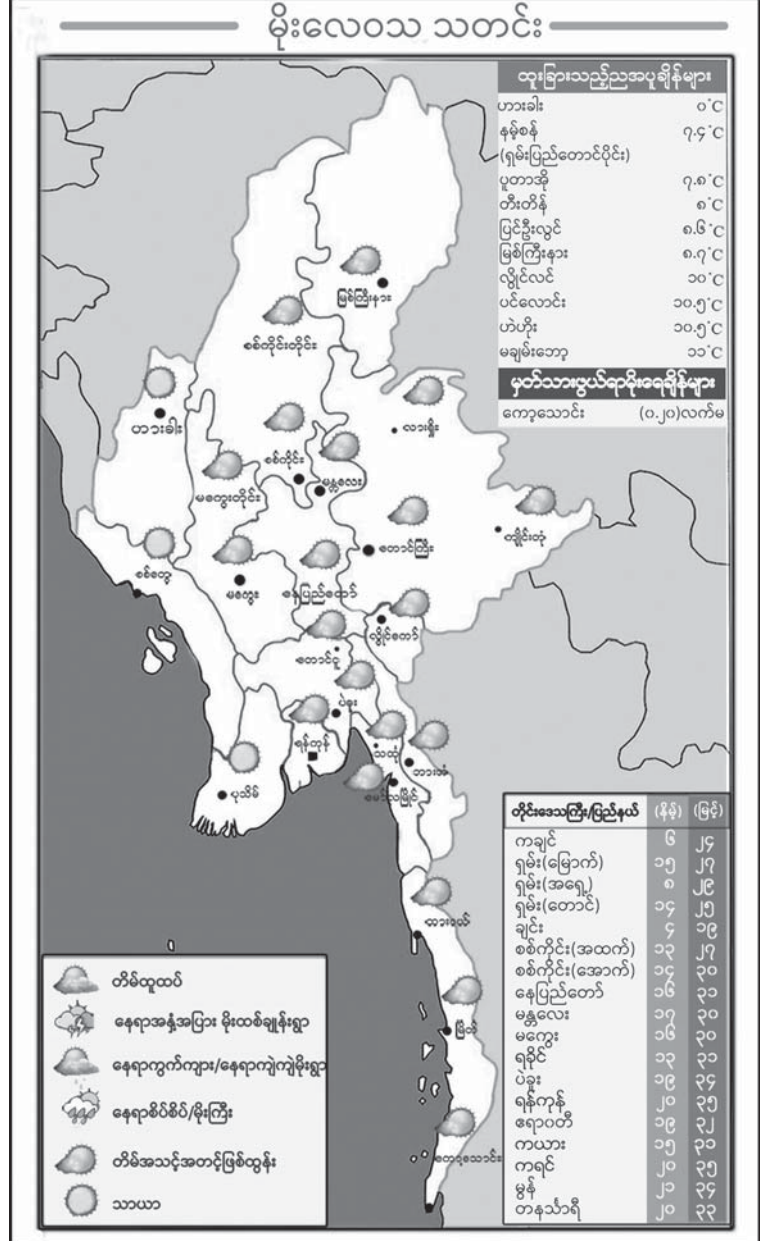 မိုးလေဝသ သတင်း
ထူးခြားသည့်ညအပူချိန်များ
ဟားခါး ၀°C
နမ့်စန် ၇.၄°C
(ရှမ်းပြည်တောင်ပိုင်း)
ပူတာအို ၇.၈°C
တီးတိန် ၈°C
ပြင်ဦးလွင် ၈.၆°C
မြစ်ကြီးနား ၈.၇°C
လွိုင်လင် ၁၀°C
ပင်လောင်း ၁၀.၅°C
ဟဲဟိုး ၁၀.၅°C
မချမ်းဘော့ ၁၁°C
မှတ်သားဖွယ်ရာမိုးရေချိန်များ
ကော့သောင်း (၀.၂၀)လက်မ
မြစ်ကြီးနား
စစ်ကိုင်းတိုင်း
ဟားခါး
လားရှိုး
စစ်ကိုင်း
မန္တလေး
မကွေးတိုင်း
ကျိုင်းတုံ
တောင်ကြီး
စစ်တွေ
မကွေး
နေပြည်တော်
လွိုင်ကော်
တောင်ငူ
ပဲခူး
ရန်ကုန်
သထုံ
ဘားအံ
ပုသိမ်
မော်လမြိုင်
ထားဝယ်
မြိတ်
ကော့သောင်း
တိုင်းဒေသကြီး/ပြည်နယ် (နိမ့်) (မြင့်)
ကချင် ၆ ၂၄
ရှမ်း(မြောက်) ၁၅ ၂၇
ရှမ်း(အရှေ့) ၈ ၂၉
ရှမ်း(တောင်) ၁၄ ၂၅
ချင်း ၄ ၁၉
စစ်ကိုင်း(အထက်) ၁၃ ၂၇
စစ်ကိုင်း(အောက်) ၁၄ ၃၀
နေပြည်တော် ၁၆ ၃၁
မန္တလေး ၁၇ ၃၀
မကွေး ၁၆ ၃၀
ရခိုင် ၁၃ ၃၁
ပဲခူး ၁၉ ၃၄
ရန်ကုန် ၂၀ ၃၅
ဧရာဝတီ ၁၉ ၃၂
ကယား ၁၅ ၃၁
ကရင် ၂၀ ၃၅
မွန် ၂၁ ၃၄
တနင်္သာရီ ၂၀ ၃၃
တိမ်ထူထပ်
နေရာအနှံ့အပြား မိုးထစ်ချုန်းရွာ
နေရာကွက်ကျား/နေရာကျဲကျဲမိုးရွာ
နေရာစိပ်စိပ်/မိုးကြီး
တိမ်အသင့်အတင့်ဖြစ်ထွန်း
သာယာ